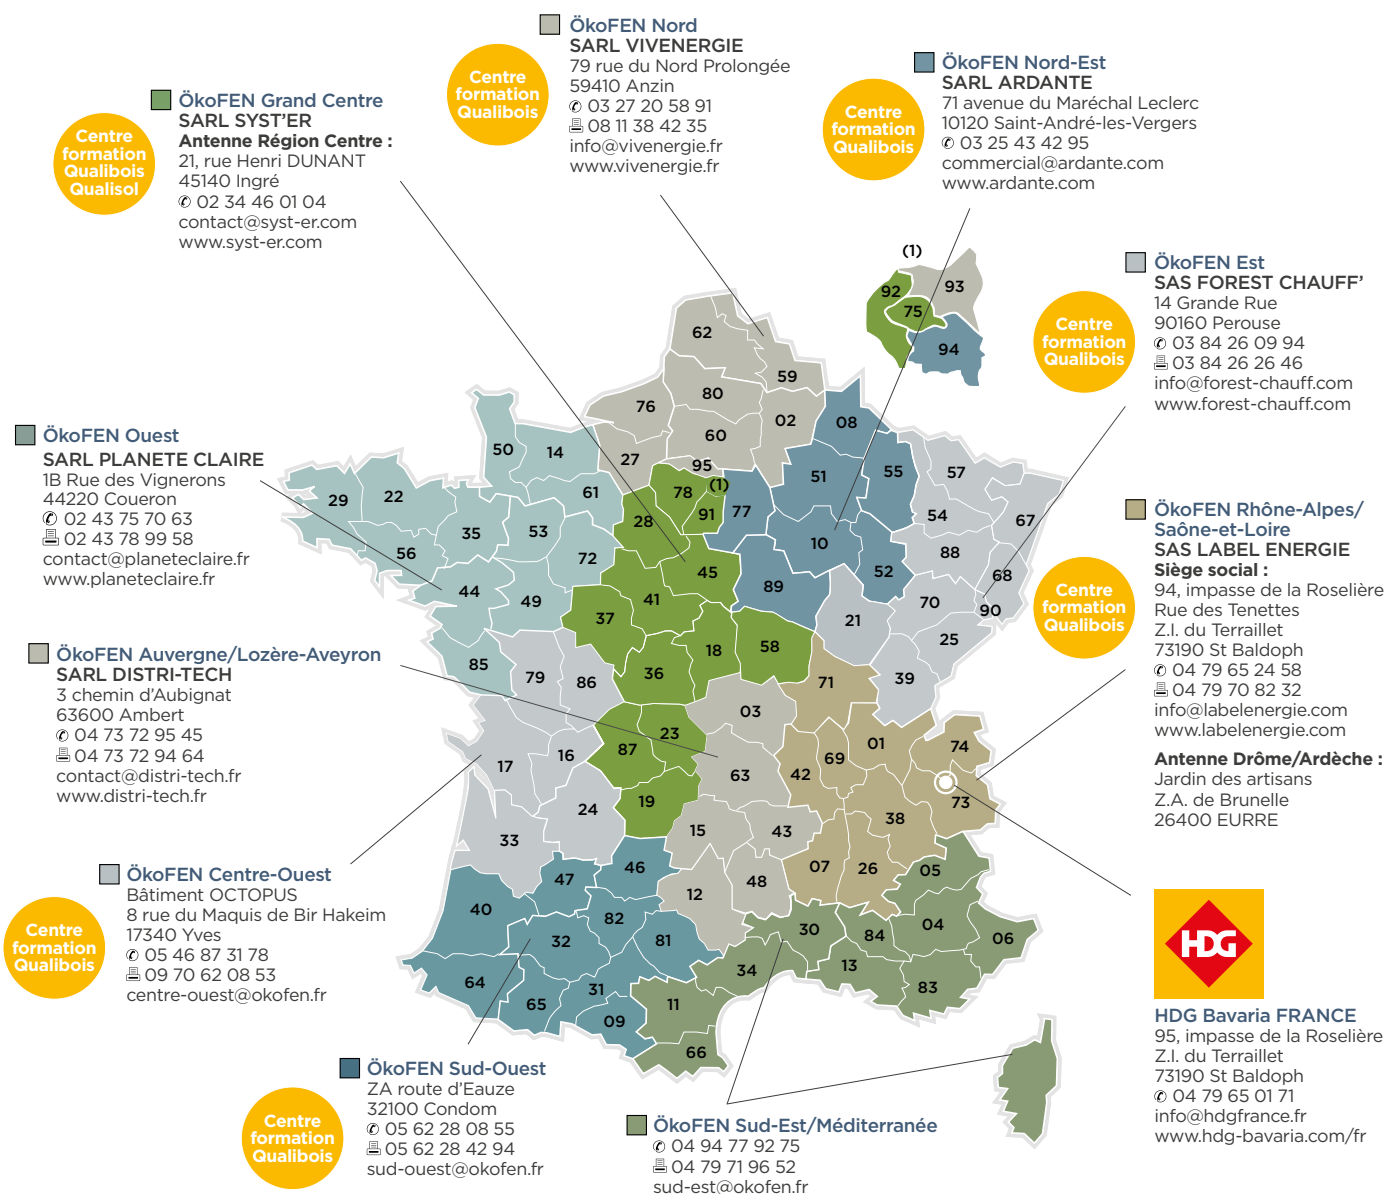 ÖkoFEN Nord
SARL VIVENERGIE
79 rue du Nord Prolongée
59410 Anzin
✆ 03 27 20 58 91
08 11 38 42 35
info@vivenergie.fr
www.vivenergie.fr
Centre
formation
Qualibois
ÖkoFEN Nord-Est
SARL ARDANTE
71 avenue du Maréchal Leclerc
10120 Saint-André-les-Vergers
✆ 03 25 43 42 95
commercial@ardante.com
www.ardante.com
Centre
formation
Qualibois
ÖkoFEN Grand Centre
SARL SYST'ER
Antenne Région Centre :
21, rue Henri DUNANT
45140 Ingré
✆ 02 34 46 01 04
contact@syst-er.com
www.syst-er.com
Centre
formation
Qualibois
Qualisol
ÖkoFEN Est
SAS FOREST CHAUFF'
14 Grande Rue
90160 Perouse
✆ 03 84 26 09 94
03 84 26 26 46
info@forest-chauff.com
www.forest-chauff.com
Centre
formation
Qualibois
ÖkoFEN Ouest
SARL PLANETE CLAIRE
1B Rue des Vignerons
44220 Coueron
✆ 02 43 75 70 63
02 43 78 99 58
contact@planeteclaire.fr
www.planeteclaire.fr
ÖkoFEN Rhône-Alpes/
Saône-et-Loire
SAS LABEL ENERGIE
Siège social :
94, impasse de la Roselière
Rue des Tenettes
Z.I. du Terraillet
73190 St Baldoph
✆ 04 79 65 24 58
04 79 70 82 32
info@labelenergie.com
www.labelenergie.com
Antenne Drôme/Ardèche :
Jardin des artisans
Z.A. de Brunelle
26400 EURRE
Centre
formation
Qualibois
ÖkoFEN Auvergne/Lozère-Aveyron
SARL DISTRI-TECH
3 chemin d'Aubignat
63600 Ambert
✆ 04 73 72 95 45
04 73 72 94 64
contact@distri-tech.fr
www.distri-tech.fr
ÖkoFEN Centre-Ouest
Bâtiment OCTOPUS
8 rue du Maquis de Bir Hakeim
17340 Yves
✆ 05 46 87 31 78
09 70 62 08 53
centre-ouest@okofen.fr
Centre
formation
Qualibois
HDG
HDG Bavaria FRANCE
95, impasse de la Roselière
Z.I. du Terraillet
73190 St Baldoph
✆ 04 79 65 01 71
info@hdgfrance.fr
www.hdg-bavaria.com/fr
ÖkoFEN Sud-Ouest
ZA route d'Eauze
32100 Condom
✆ 05 62 28 08 55
05 62 28 42 94
sud-ouest@okofen.fr
Centre
formation
Qualibois
ÖkoFEN Sud-Est/Méditerranée
✆ 04 94 77 92 75
04 79 71 96 52
sud-est@okofen.fr
(1)
92
93
75
94
62
59
80
76
02
60
08
27
95
50
14
51
55
57
78
(1)
61
29
22
77
91
28
54
67
35
53
10
88
56
72
45
52
68
89
44
49
41
70
90
37
21
25
18
58
85
79
86
36
71
39
03
23
87
01
74
16
17
69
42
63
73
24
19
38
15
43
33
07
26
05
46
47
48
12
40
82
30
04
84
32
81
06
34
13
64
83
31
65
11
09
66